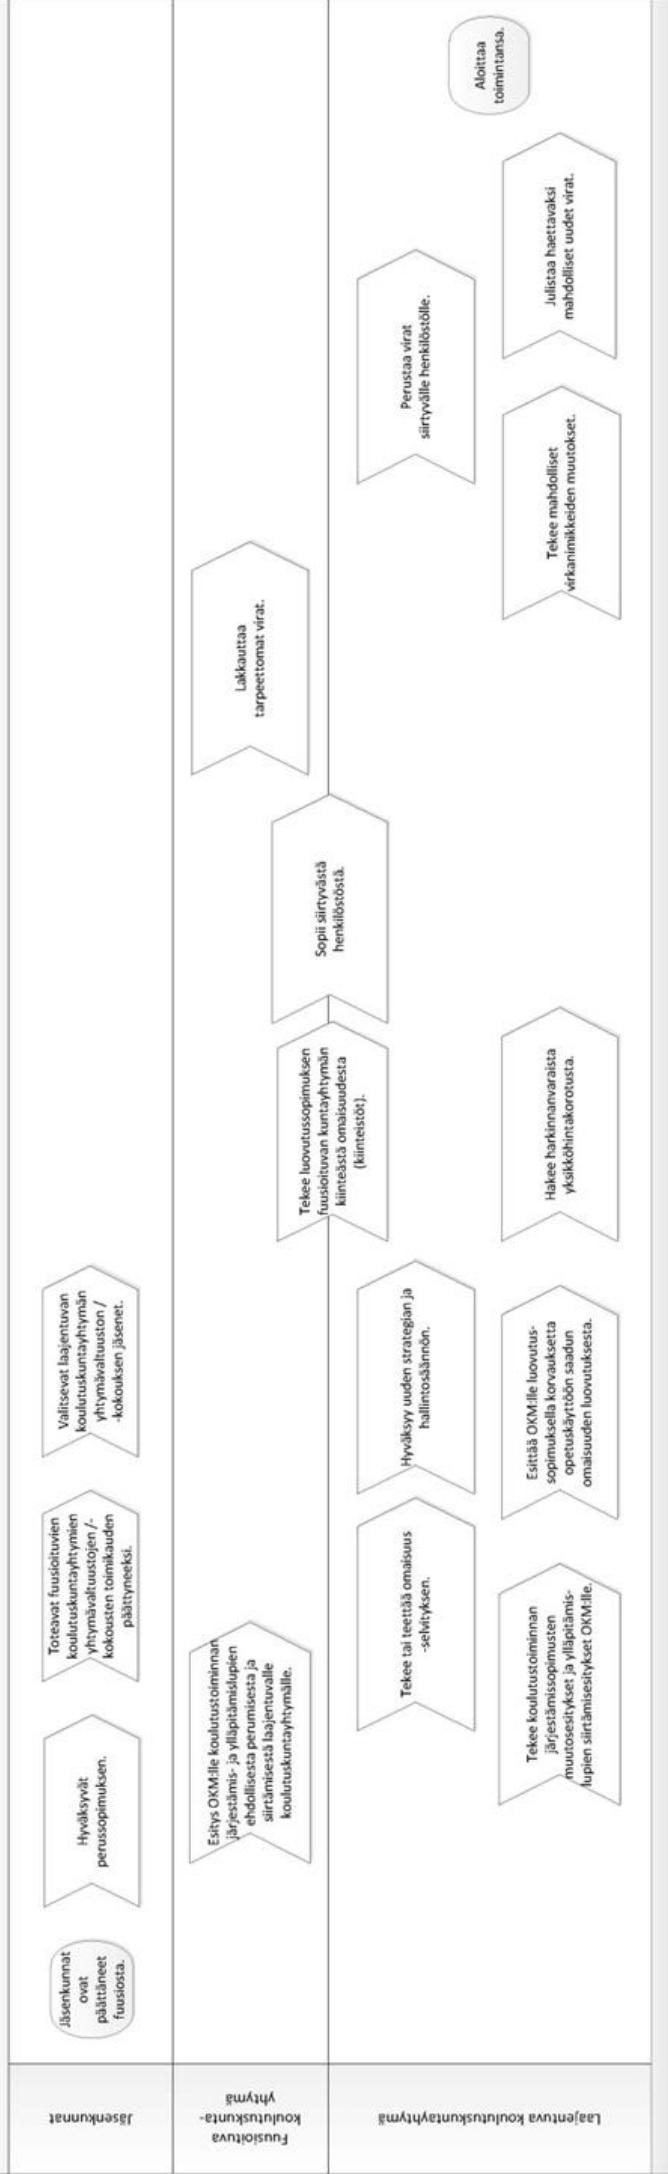 Jäsenkunnat
Jäsenkunnat
ovat
päättäneet
fuusiosta.
Hyväksyvät
perussopimuksen.
Toteavat fuusioituvien
koulutuskuntayhtymien
yhtymävaltuustojen /-
kokousten toimikauden
päättyneeksi.
Valitsevat laajentuvan
koulutuskuntayhtymän
yhtymävaltuuston /
-kokouksen jäsenet.
Fuusioituva
koulutuskunta-
yhtymä
Esitys OKM:lle koulutustoiminnan
järjestämis- ja ylläpitämislupien
ehdollisesta perumisesta ja
siirtämisestä laajentuvalle
koulutuskuntayhtymälle.
Tekee luovutussopimuksen
fuusioituvan kuntayhtymän
kiinteästä omaisuudesta
(kiinteistöt).
Sopii siirtyvästä
henkilöstöstä.
Lakkauttaa
tarpeettomat virat.
Laajentuva koulutuskuntayhtymä
Tekee tai teettää omaisuus
-selvityksen.
Hyväksyy uuden strategian ja
hallintosäännön.
Perustaa virat
siirtyvälle henkilöstölle.
Tekee koulutustoiminnan
järjestämissopimusten
muutosesitykset ja ylläpitämis-
lupien siirtämisesitykset OKM:lle.
Esittää OKM:lle luovutus-
sopimuksella korvauksetta
opetuskäyttöön saadun
omaisuuden luovutuksesta.
Hakee harkinnanvaraista
yksikköhintakorotusta.
Tekee mahdolliset
virkanimikkeiden muutokset.
Julistaa haettavaksi
mahdolliset uudet virat.
Aloittaa
toimintansa.